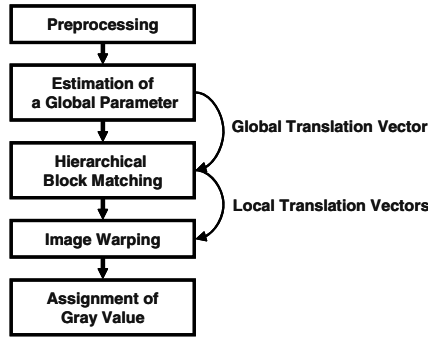 Preprocessing
Estimation of
a Global Parameter
Global Translation Vector
Hierarchical
Block Matching
Local Translation Vectors
Image Warping
Assignment of
Gray Value